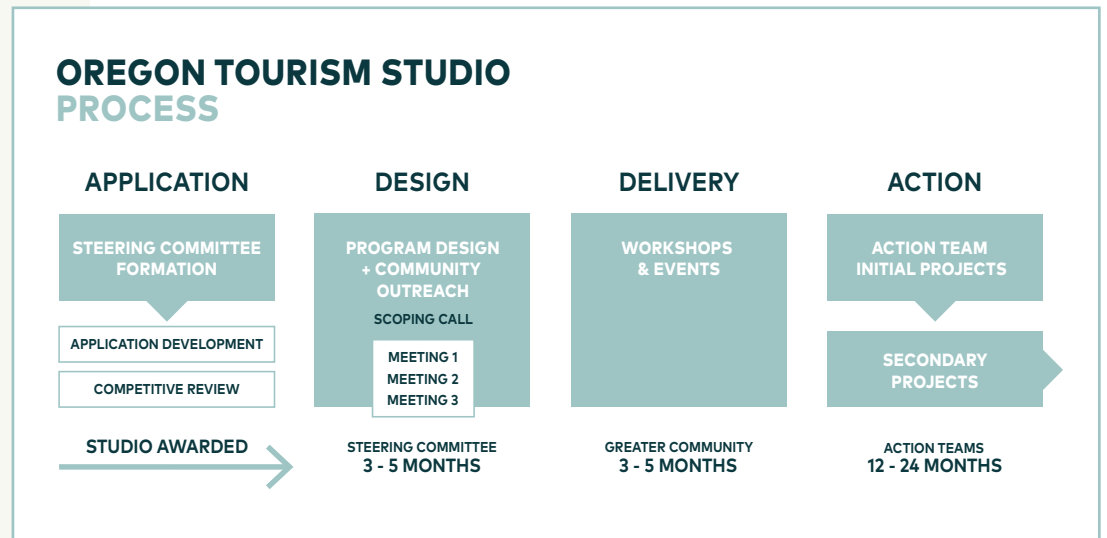 OREGON TOURISM STUDIO
PROCESS
APPLICATION
STEERING COMMITTEE
FORMATION
APPLICATION DEVELOPMENT
COMPETITIVE REVIEW
STUDIO AWARDED
DESIGN
PROGRAM DESIGN
+ COMMUNITY
OUTREACH
SCOPING CALL
MEETING 1
MEETING 2
MEETING 3
STEERING COMMITTEE
3 - 5 MONTHS
DELIVERY
WORKSHOPS
& EVENTS
GREATER COMMUNITY
3 - 5 MONTHS
ACTION
ACTION TEAM
INITIAL PROJECTS
SECONDARY
PROJECTS
ACTION TEAMS
12 - 24 MONTHS